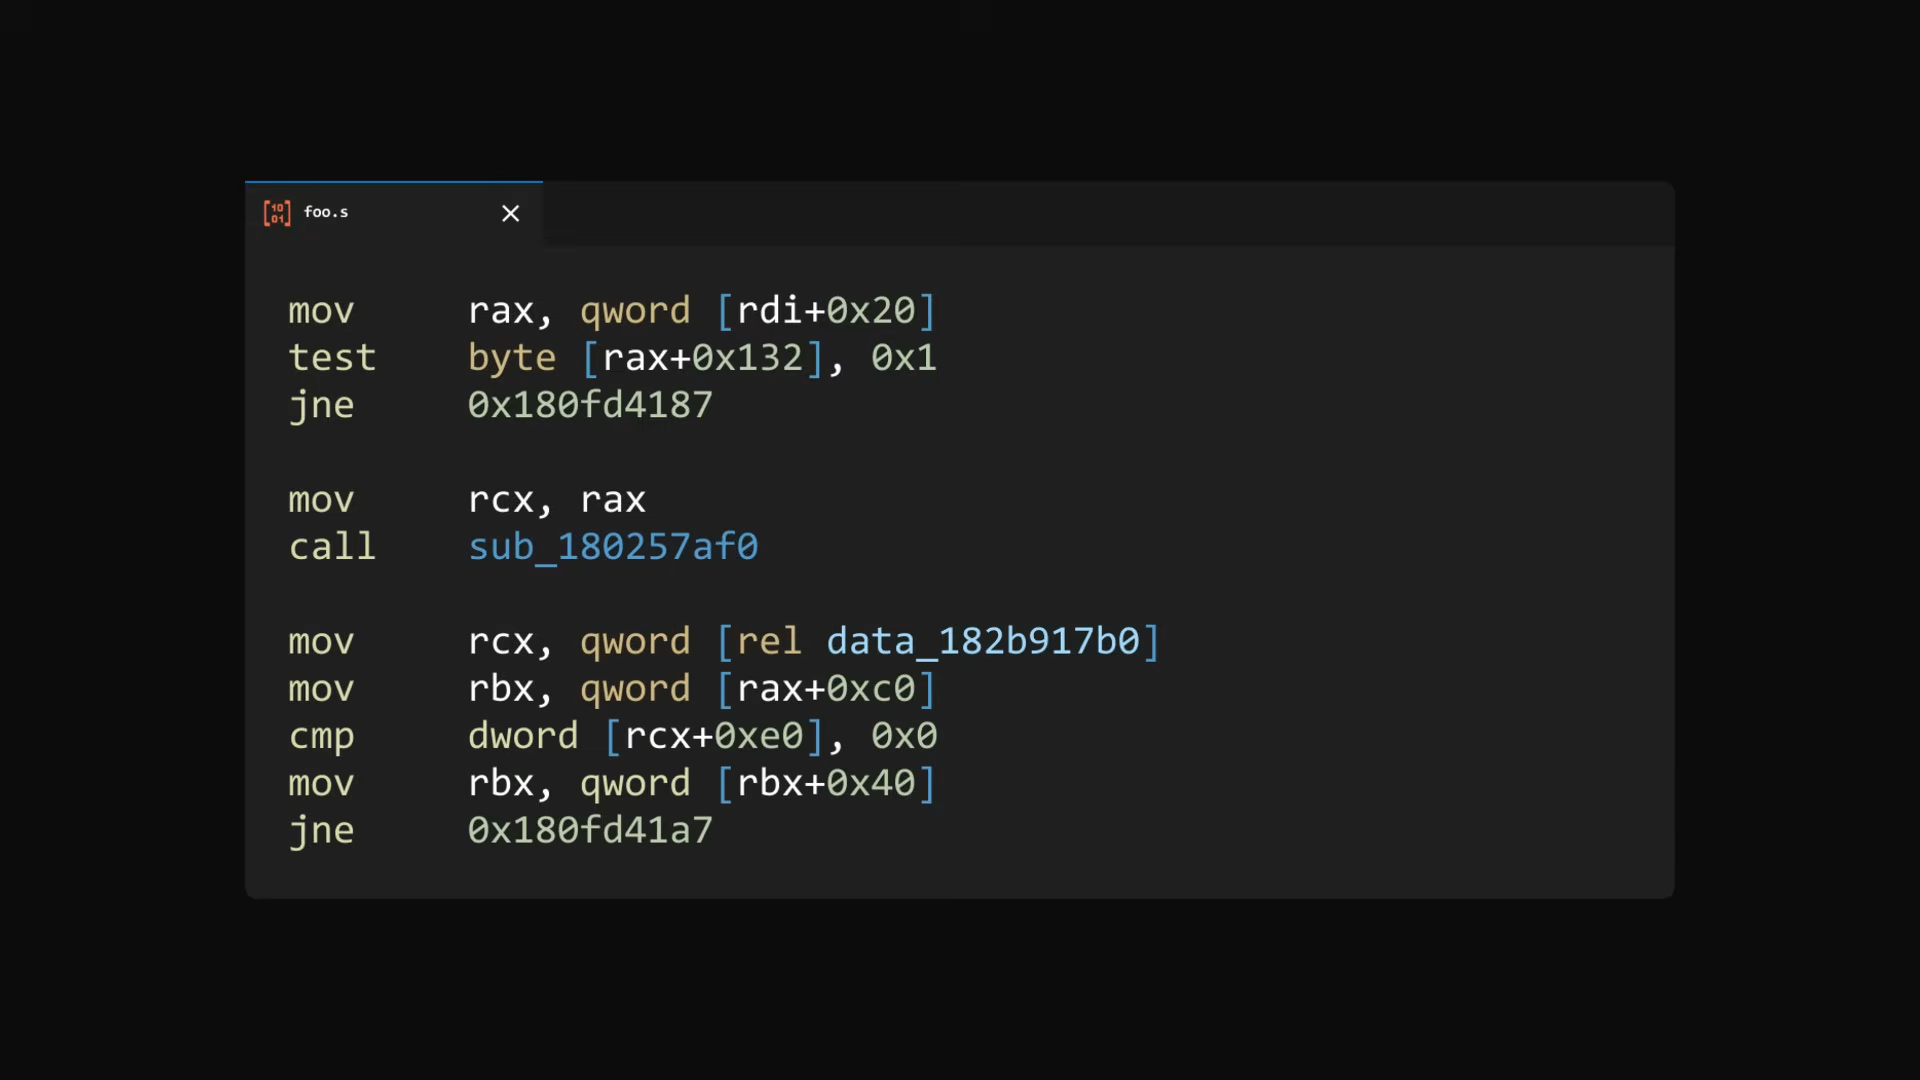 foo.s
mov rax, qword [rdi+0x20]
test byte [rax+0x132], 0x1
jne 0x180fd4187
mov rcx, rax
call sub_180257af0
mov rcx, qword [rel data_182b917b0]
mov rbx, qword [rax+0xc0]
cmp dword [rcx+0xe0], 0x0
mov rbx, qword [rbx+0x40]
jne 0x180fd41a7